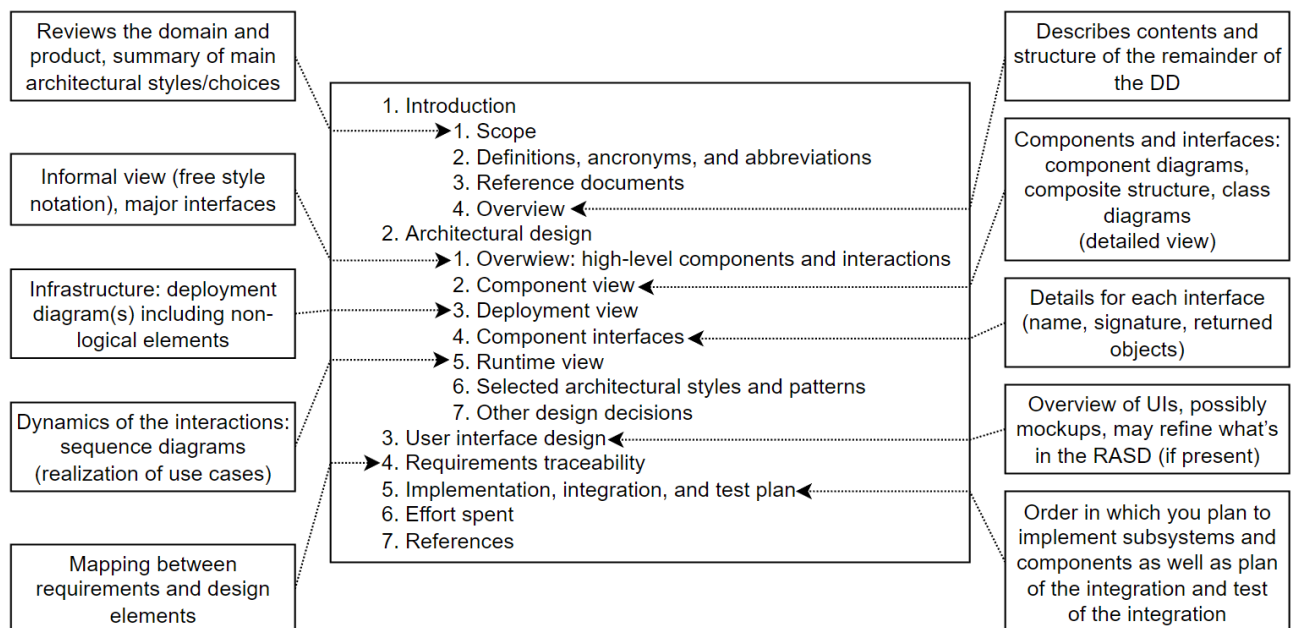 Reviews the domain and
product, summary of main
architectural styles/choices
Informal view (free style
notation), major interfaces
Infrastructure: deployment
diagram(s) including non-
logical elements
Dynamics of the interactions:
sequence diagrams
(realization of use cases)
Mapping between
requirements and design
elements
1. Introduction
1. Scope
2. Definitions, ancronyms, and abbreviations
3. Reference documents
4. Overview
2. Architectural design
1. Overwiew: high-level components and interactions
2. Component view
3. Deployment view
4. Component interfaces
5. Runtime view
6. Selected architectural styles and patterns
7. Other design decisions
3. User interface design
4. Requirements traceability
5. Implementation, integration, and test plan
6. Effort spent
7. References
Describes contents and
structure of the remainder of
the DD
Components and interfaces:
component diagrams,
composite structure, class
diagrams
(detailed view)
Details for each interface
(name, signature, returned
objects)
Overview of UIs, possibly
mockups, may refine what's
in the RASD (if present)
Order in which you plan to
implement subsystems and
components as well as plan
of the integration and test
of the integration